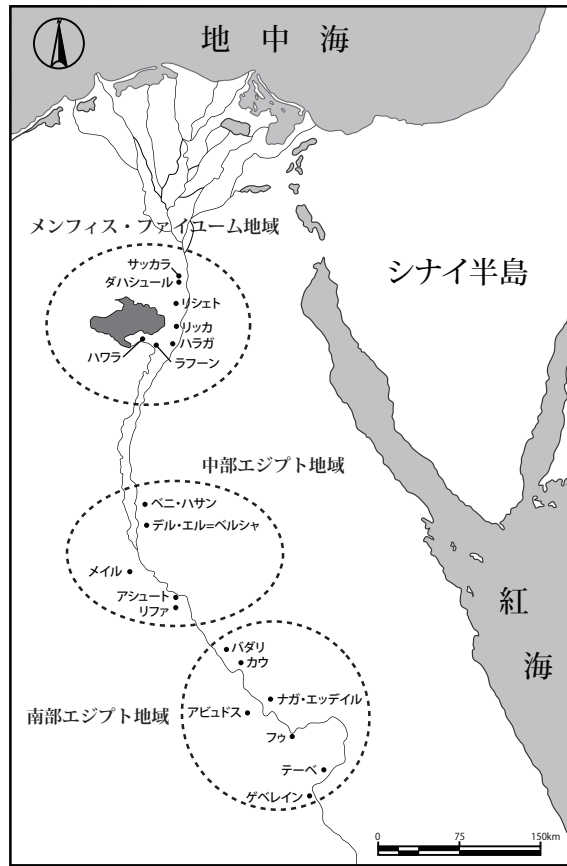 地中海
メンフィス・ファイユーム地域
シナイ半島
サッカラ
ダハシュール
リシェト
リッカ
ハラガ
ハワラ
ラフーン
中部エジプト地域
ベニ・ハサン
デル・エル=ベルシャ
メイル
アシュート
リファ
紅海
バダリ
カウ
ナガ・エッデイル
南部エジプト地域
アビュドス
フゥ
テーベ
ゲベレイン
0 75 150km